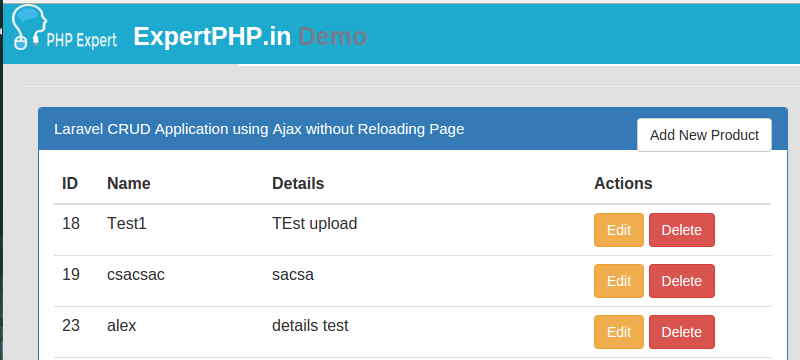 PHP Expert ExpertPHP.in Demo
Laravel CRUD Application using Ajax without Reloading Page
Add New Product
ID Name Details Actions
18 Test1 TEst upload Edit Delete
19 csacsac sacsa Edit Delete
23 alex details test Edit Delete